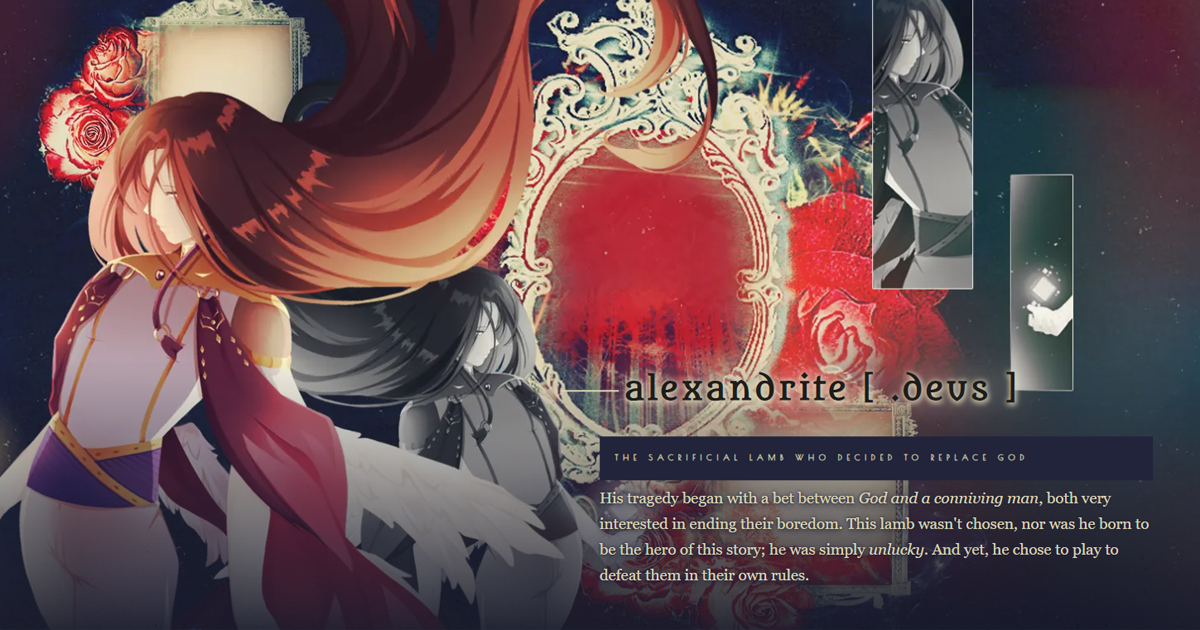 alexandrite [ .deus ]
THE SACRIFICIAL LAMB WHO DECIDED TO REPLACE GOD
His tragedy began with a bet between God and a conniving man, both very
interested in ending their boredom. This lamb wasn't chosen, nor was he born to
be the hero of this story; he was simply unlucky. And yet, he chose to play to
defeat them in their own rules.